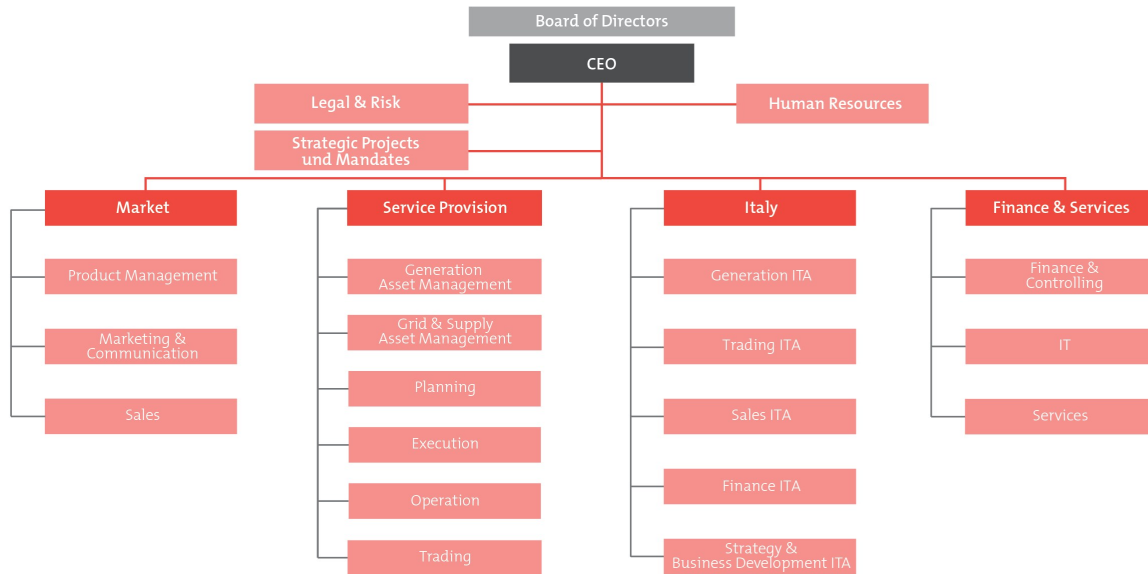 Board of Directors
CEO
Legal & Risk
Human Resources
Strategic Projects
und Mandates
Market
Service Provision
Italy
Finance & Services
Product Management
Marketing &
Communication
Sales
Generation
Asset Management
Grid & Supply
Asset Management
Planning
Execution
Operation
Trading
Generation ITA
Trading ITA
Sales ITA
Finance ITA
Strategy &
Business Development ITA
Finance &
Controlling
IT
Services